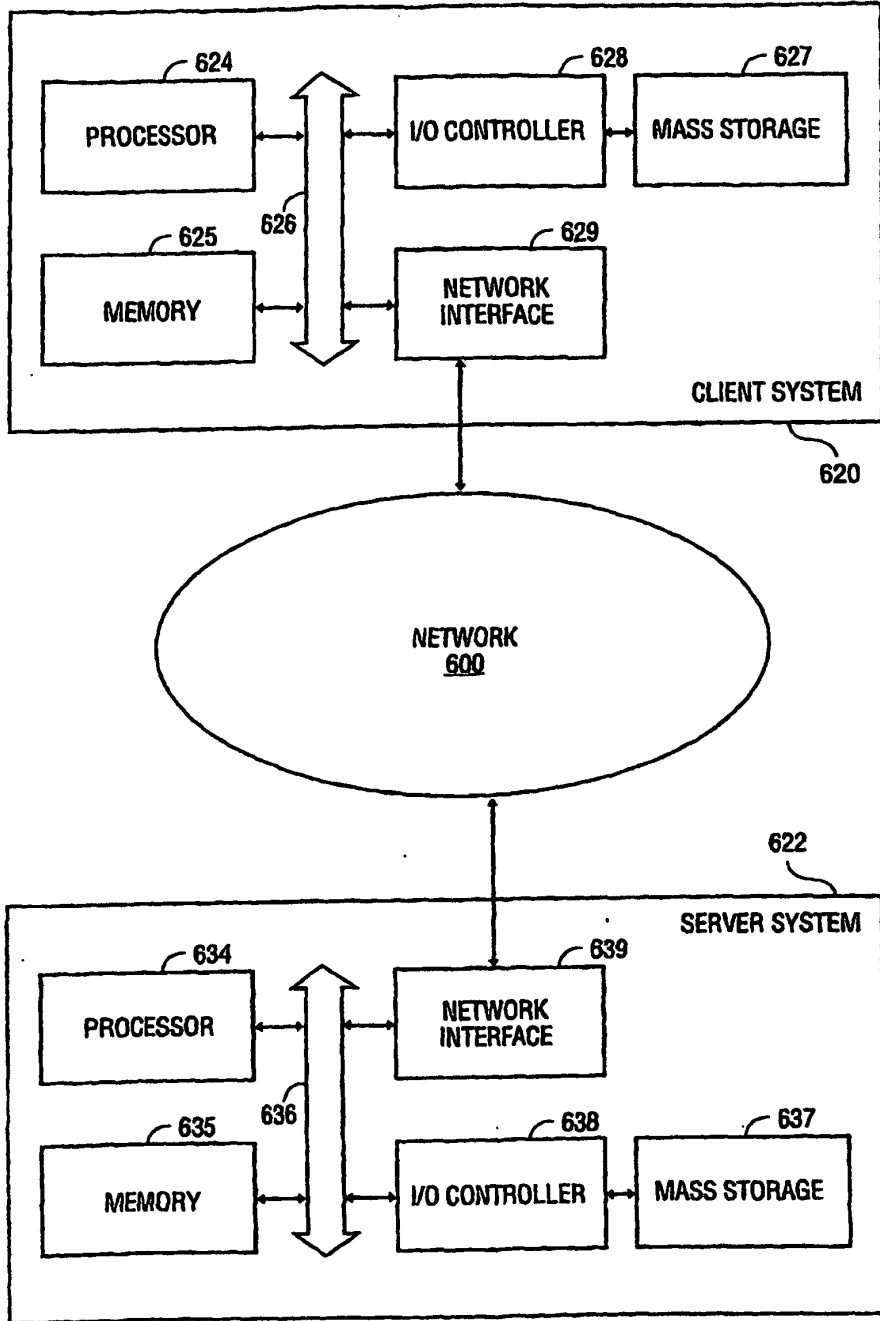 624
PROCESSOR
628
I/O CONTROLLER
627
MASS STORAGE
626
625
MEMORY
629
NETWORK
INTERFACE
CLIENT SYSTEM
620
NETWORK
600
622
SERVER SYSTEM
634
PROCESSOR
639
NETWORK
INTERFACE
636
635
MEMORY
638
I/O CONTROLLER
637
MASS STORAGE